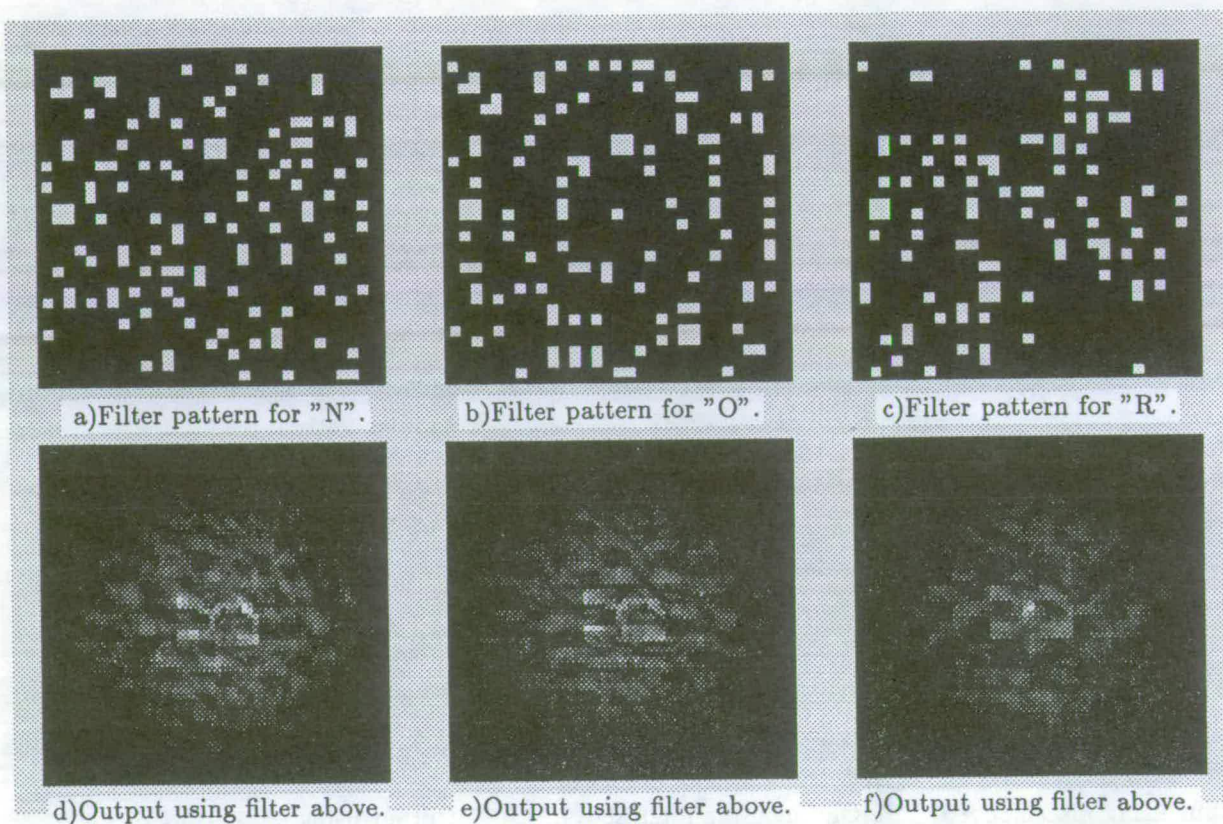 a)Filter pattern for "N".
b)Filter pattern for "O".
c)Filter pattern for "R".
d)Output using filter above.
e)Output using filter above.
f)Output using filter above.